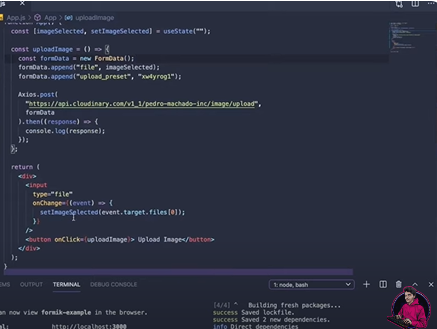 App.js > App > uploadImage
function App() {
const [imageSelected, setImageSelected] = useState("");
const uploadImage = () => {
const formData = new FormData();
formData.append("file", imageSelected);
formData.append("upload_preset", "xw4yrog1");
Axios.post(
"https://api.cloudinary.com/v1_1/pedro-machado-inc/image/upload",
formData
).then((response) => {
console.log(response);
});
};
return (
<div>
<input
type="file"
onChange={(event) => {
setImageSelected(event.target.files[0]);
}}
/>
<button onClick={uploadImage}> Upload Image</button>
</div>
);
}
OUTPUT TERMINAL DEBUG CONSOLE 1: node
an now view formik-example in the browser.
al: http://localhost:3000
[4/4] Building fresh packages...
success Saved lockfile.
success Saved 2 new dependencies.
info Direct dependencies